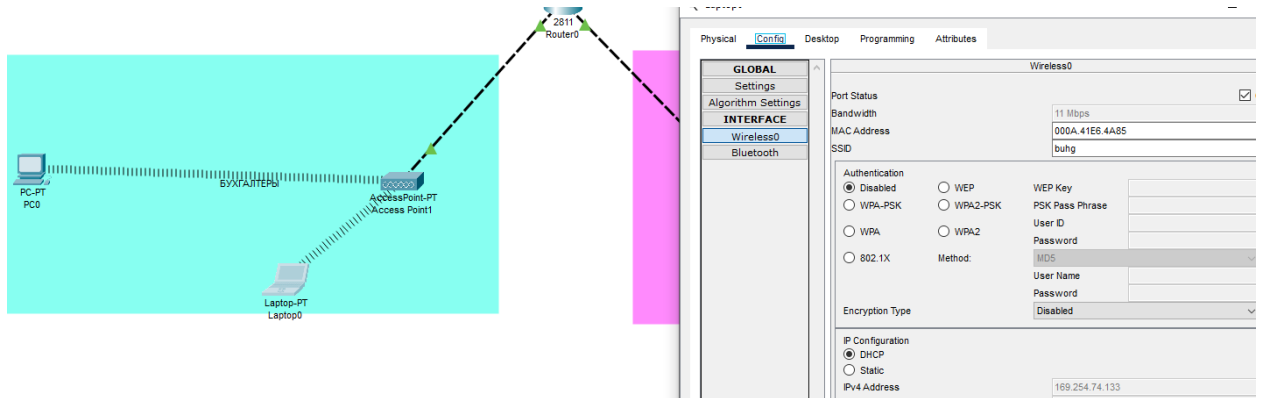 2811
Router0
БУХГАЛТЕРЫ
PC-PT
PC0
AccessPoint-PT
Access Point1
Laptop-PT
Laptop0
Physical Config Desktop Programming Attributes
GLOBAL
Settings
Algorithm Settings
INTERFACE
Wireless0
Bluetooth
Wireless0
Port Status
Bandwidth 11 Mbps
MAC Address 000A.41E6.4A85
SSID buhg
Authentication
Disabled WEP WEP Key
WPA-PSK WPA2-PSK PSK Pass Phrase
User ID
WPA WPA2
Password
802.1X Method: MD5
User Name
Password
Encryption Type Disabled
IP Configuration
DHCP
Static
IPv4 Address 169.254.74.133